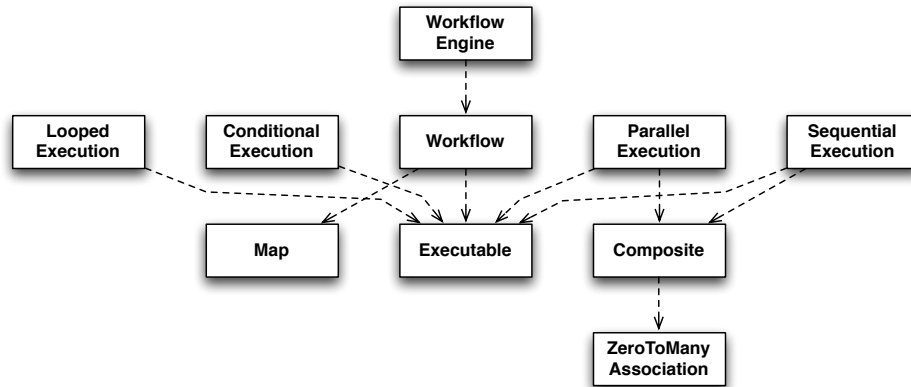 Workflow
Engine
Looped
Execution
Conditional
Execution
Workflow
Parallel
Execution
Sequential
Execution
Map
Executable
Composite
ZeroToMany
Association